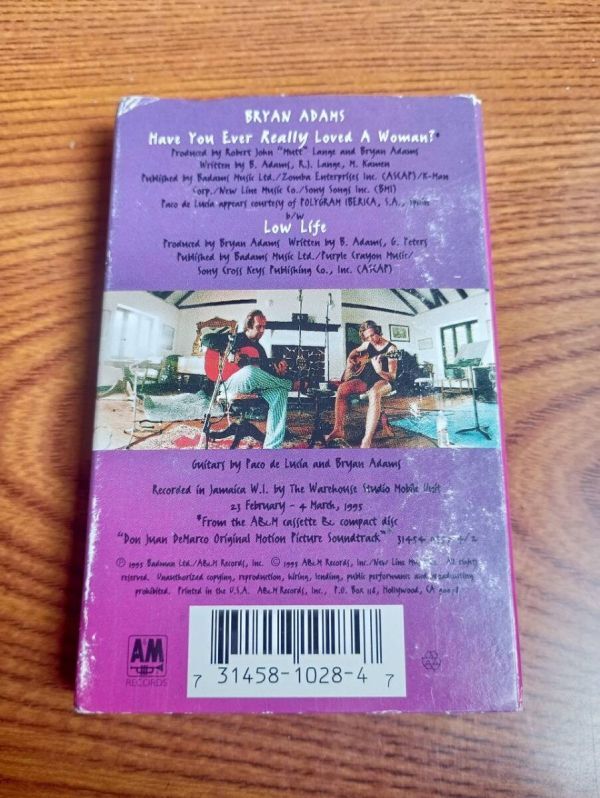 BRYAN ADAMS
Have You Ever Really Loved A Woman?*
Produced by Robert John "Mutt" Lange and Bryan Adams
Written by B. Adams, R.J. Lange, M. Kamen
Published by Badams Music Ltd./Zomba Enterprises Inc. (ASCAP)/K-Man
Corp./New Line Music Co./Sony Songs Inc. (BMI)
Paco de Lucía appears courtesy of POLYGRAM IBERICA, S.A., Spain
b/w
Low Life
Produced by Bryan Adams Written by B. Adams, G. Peters
Published by Badams Music Ltd./Purple Crayon Music/
Sony Cross Keys Publishing Co., Inc. (ASCAP)
Guitars by Paco de Lucía and Bryan Adams
Recorded in Jamaica W.I. by The Warehouse Studio Mobile Unit
23 February - 4 March, 1995
*From the A&M cassette & compact disc
"Don Juan DeMarco Original Motion Picture Soundtrack" 31454
℗ 1995 Badman Ltd./A&M Records, Inc. © 1995 A&M Records, Inc./New Line Music Co. All rights
reserved. Unauthorized copying, reproduction, hiring, lending, public performance and broadcasting
prohibited. Printed in the U.S.A. A&M Records, Inc., P.O. Box 118, Hollywood, CA
A&M
RECORDS
7 31458-1028-4 7